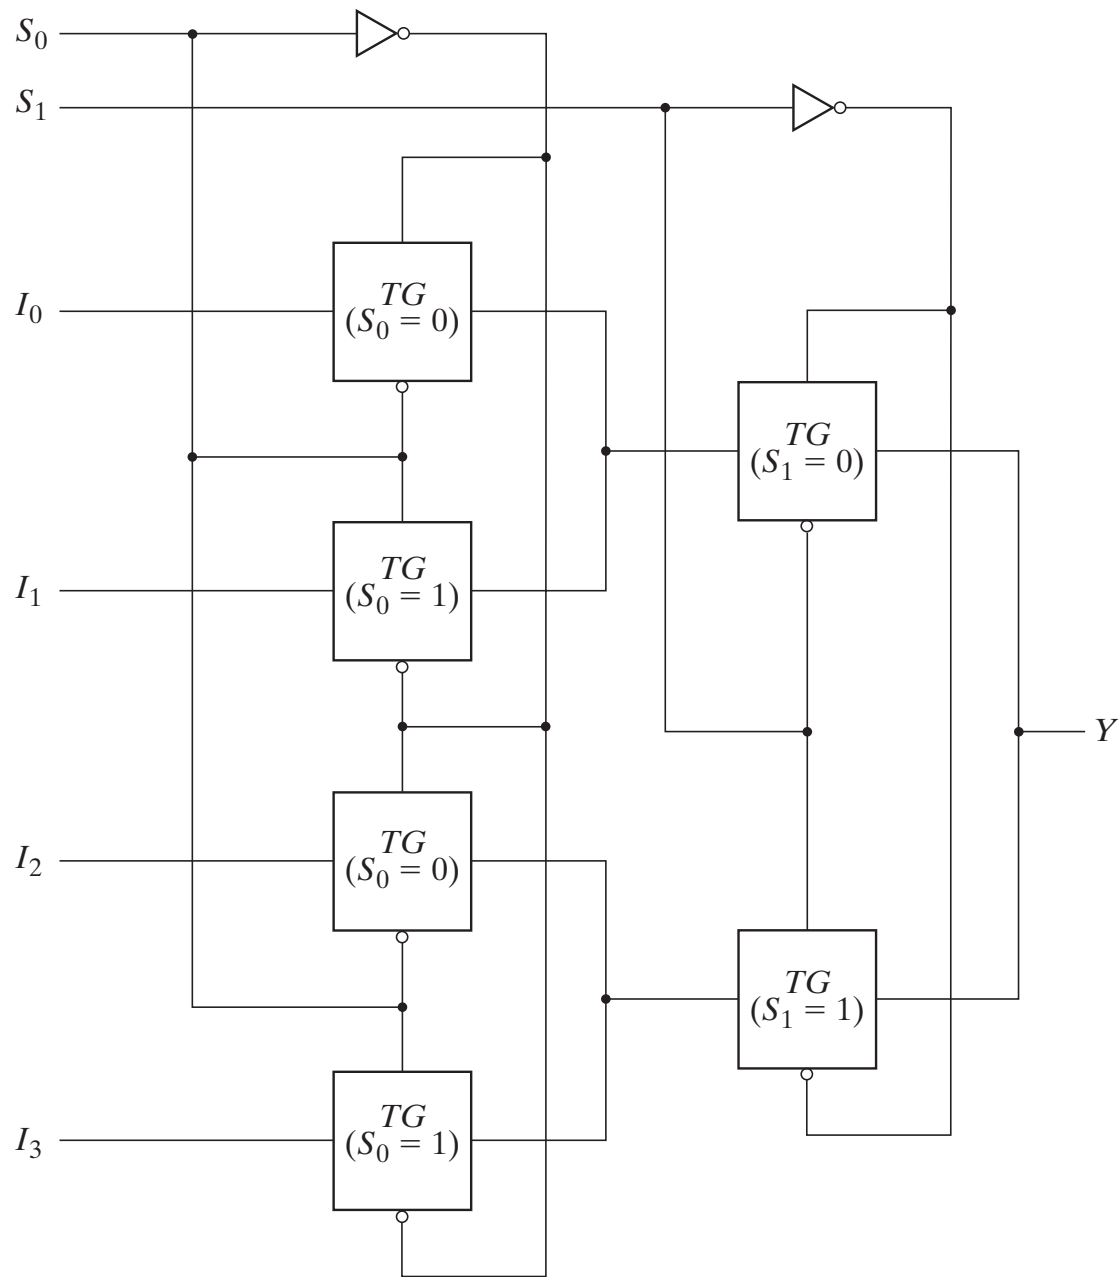 S0
S1
TG
(S0 = 0)
I0
TG
(S1 = 0)
TG
(S0 = 1)
I1
Y
TG
(S0 = 0)
I2
TG
(S1 = 1)
TG
(S0 = 1)
I3